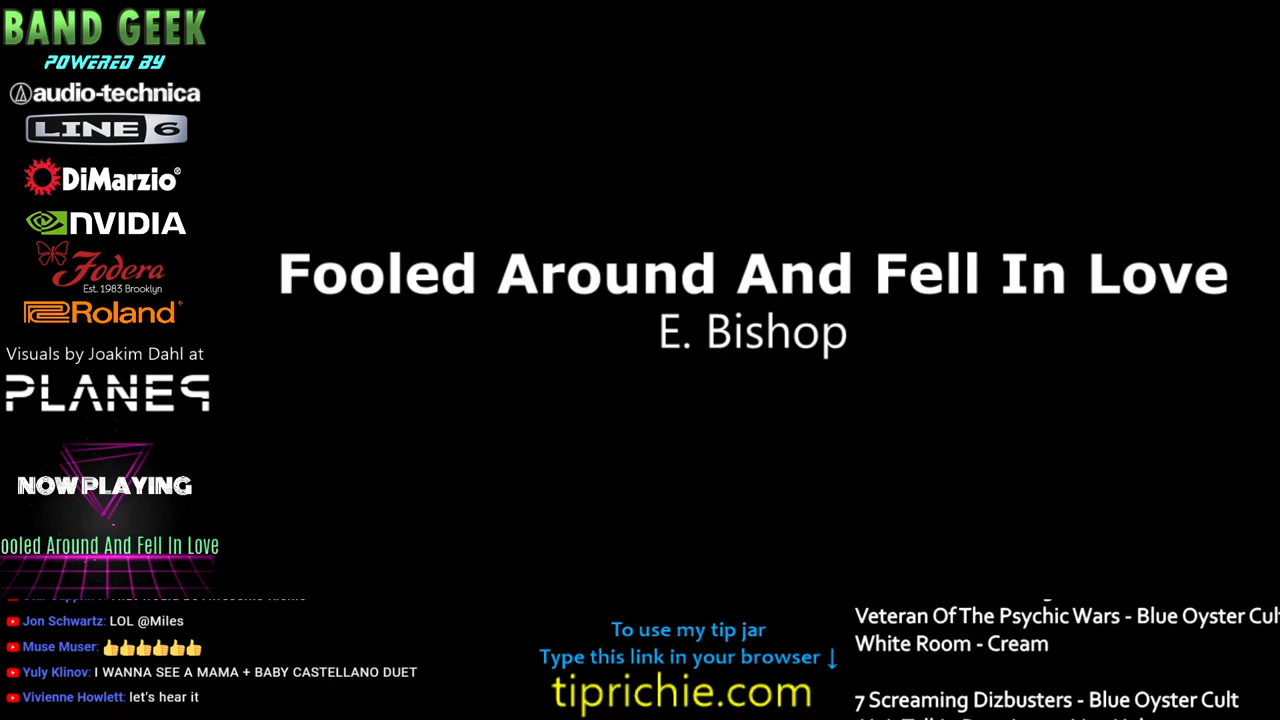 BAND GEEK
POWERED BY
audio-technica
LINE 6
DiMarzio®
NVIDIA
Fodera
Est. 1983 Brooklyn
Roland®
Visuals by Joakim Dahl at
PLANE9
NOW PLAYING
ooled Around And Fell In Love
Fooled Around And Fell In Love
E. Bishop
Jon Schwartz: LOL @Miles
Muse Muser: 👍👍👍👍👍👍
Yuly Klinov: I WANNA SEE A MAMA + BABY CASTELLANO DUET
Vivienne Howlett: let's hear it
To use my tip jar
Type this link in your browser ↓
tiprichie.com
Veteran Of The Psychic Wars - Blue Oyster Cul
White Room - Cream
7 Screaming Dizbusters - Blue Oyster Cult